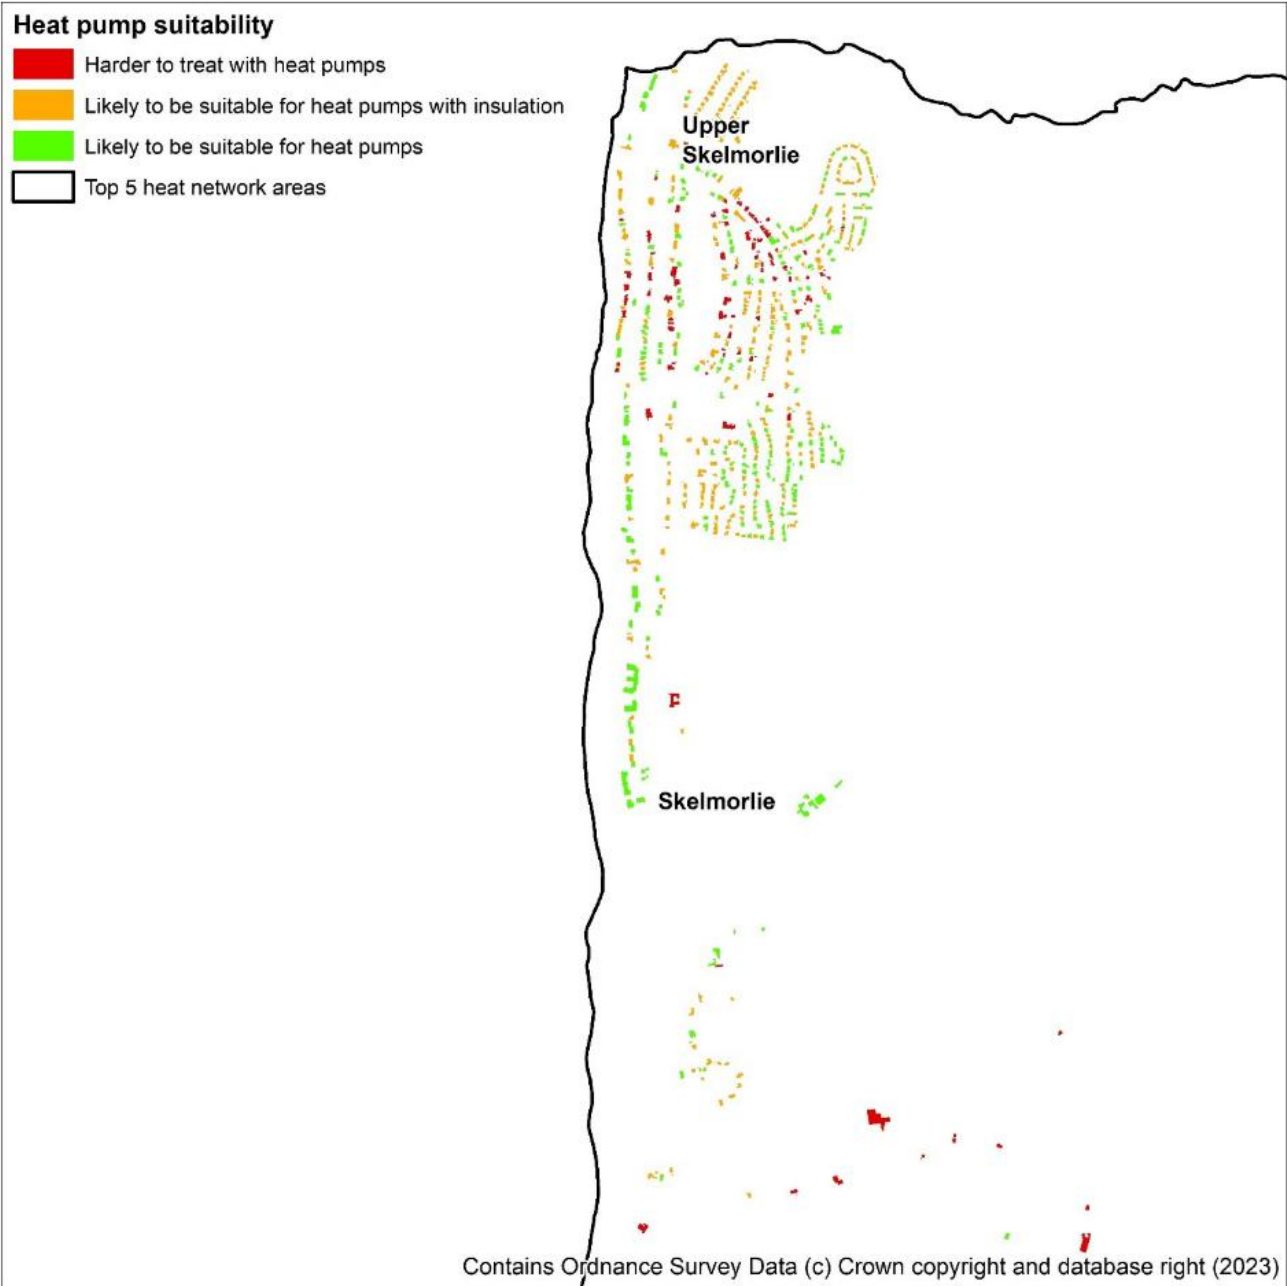 Heat pump suitability
Harder to treat with heat pumps
Likely to be suitable for heat pumps with insulation
Likely to be suitable for heat pumps
Top 5 heat network areas
Upper
Skelmorlie
Skelmorlie
Contains Ordnance Survey Data (c) Crown copyright and database right (2023)